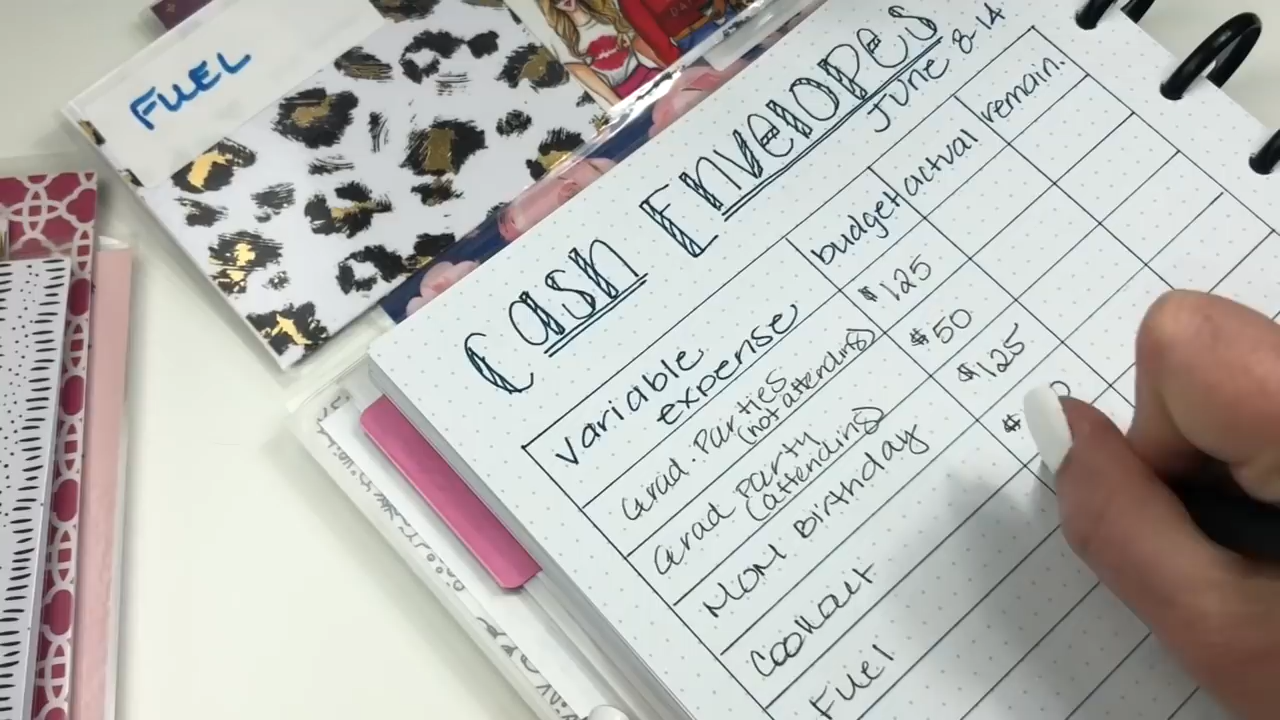 FUEL
Cash Envelopes
June 8-14
variable expense
budget
actual
remain.
Grad. Parties
(not attending)
$125
Grad party
(attending)
$50
MOM Birthday
$125
Cookout
$
Fuel